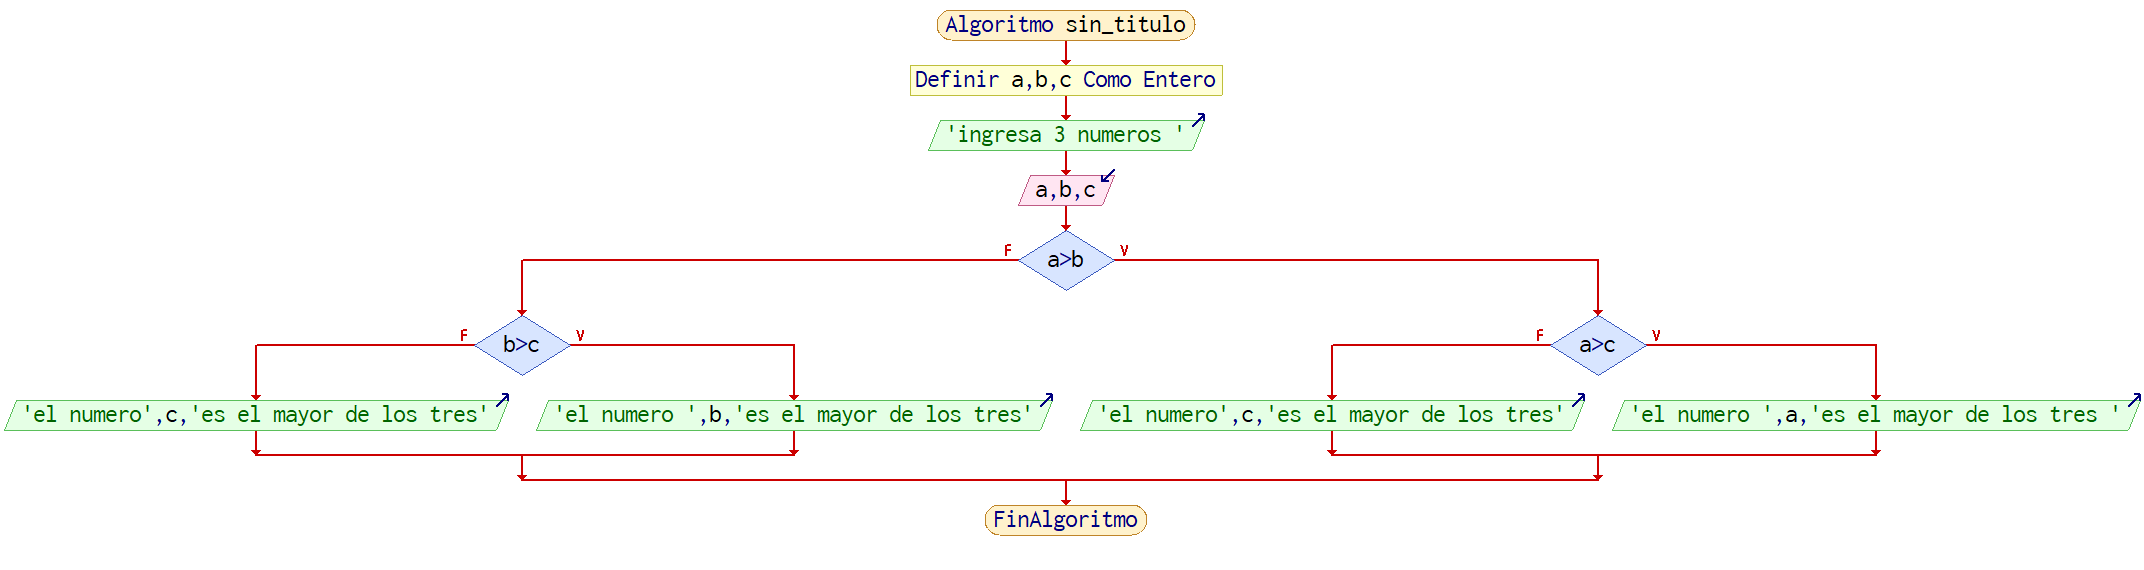 Algoritmo sin_titulo
Definir a,b,c Como Entero
'ingresa 3 numeros '
a,b,c
a>b
F
V
b>c
F
V
a>c
F
V
'el numero',c,'es el mayor de los tres'
'el numero ',b,'es el mayor de los tres'
'el numero',c,'es el mayor de los tres'
'el numero ',a,'es el mayor de los tres '
FinAlgoritmo